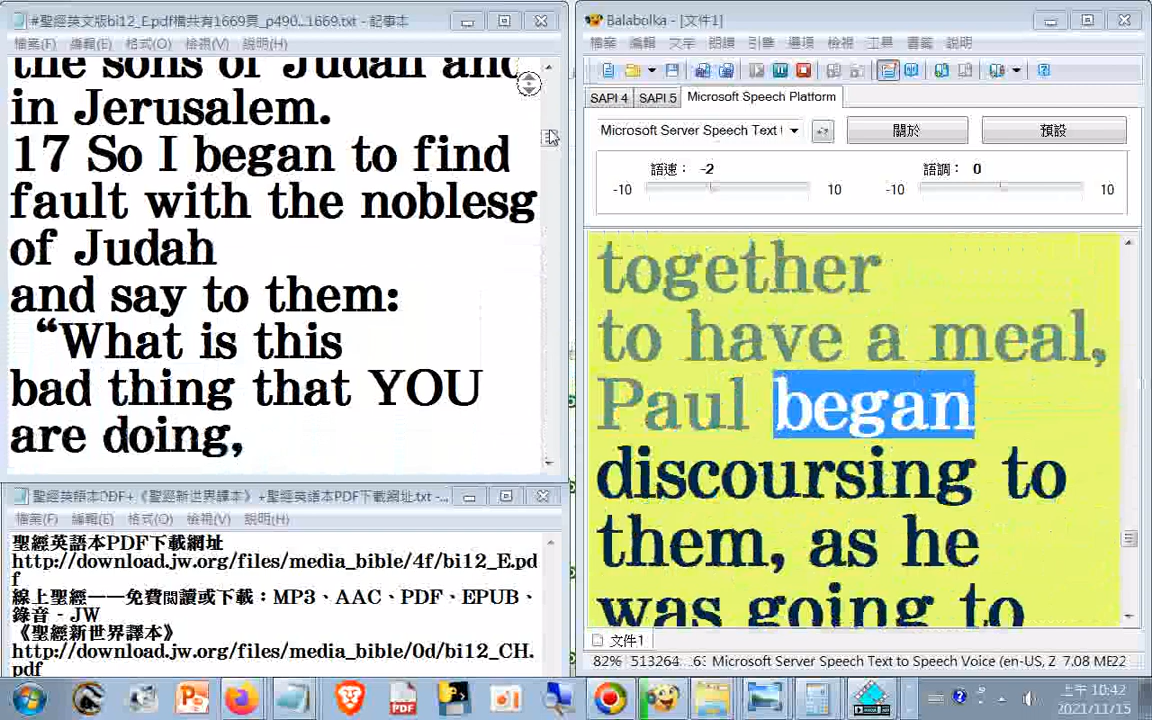 #聖經英文版bi12_E.pdf檔共有1669頁_p490...1669.txt - 記事本
檔案(F) 編輯(E) 格式(O) 檢視(V) 說明(H)
the sons of Judah and
in Jerusalem.
17 So I began to find
fault with the noblesg
of Judah
and say to them:
“What is this
bad thing that YOU
are doing,
聖經英語本PDF+《聖經新世界譯本》+聖經英語本PDF下載網址.txt -...
檔案(F) 編輯(E) 格式(O) 檢視(V) 說明(H)
聖經英語本PDF下載網址
http://download.jw.org/files/media_bible/4f/bi12_E.pd
f
線上聖經——免費閱讀或下載：MP3、AAC、PDF、EPUB、
錄音 - JW
《聖經新世界譯本》
http://download.jw.org/files/media_bible/0d/bi12_CH.
pdf
Balabolka - [文件1]
檔案 編輯 文字 朗讀 引擎 選項 檢視 工具 書籤 說明
SAPI 4 SAPI 5 Microsoft Speech Platform
Microsoft Server Speech Text 關於 預設
語速： -2 語調： 0
-10 10 -10 10
together
to have a meal,
Paul began
discoursing to
them, as he
was going to
文件1
82% 513264 Microsoft Server Speech Text to Speech Voice (en-US, Z 7.08 ME22
上午 10:42
2021/11/15